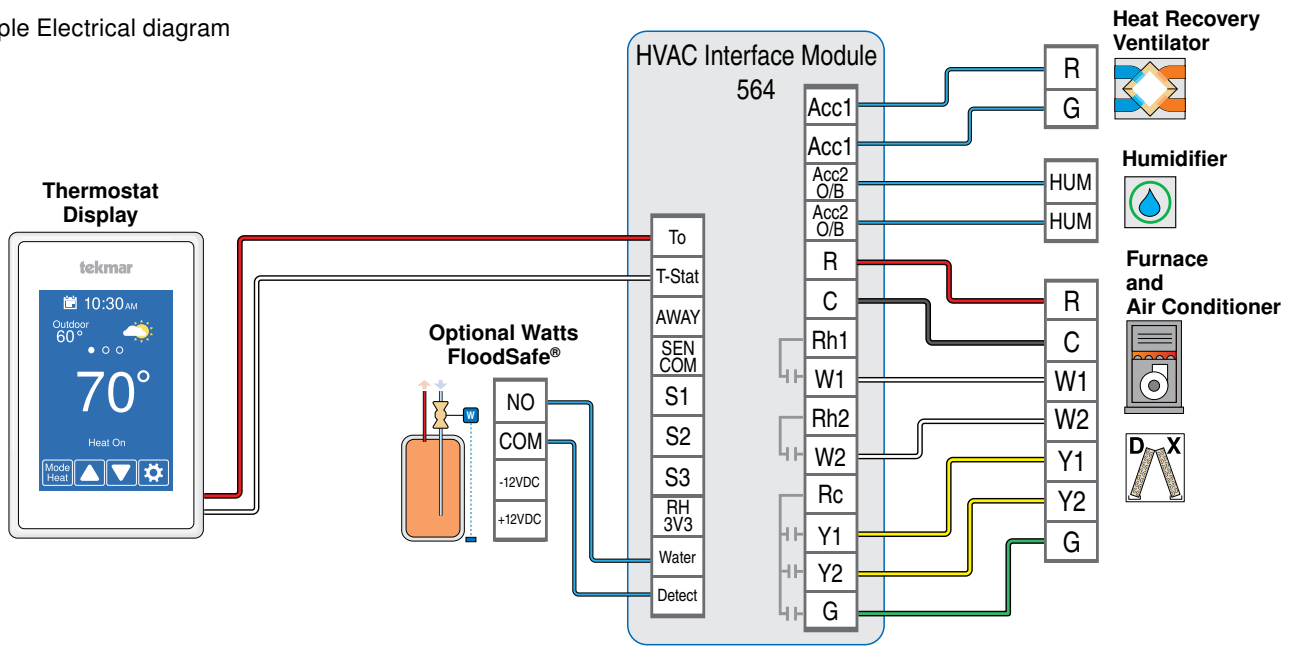 ple Electrical diagram
HVAC Interface Module
564
Heat Recovery
Ventilator
R
G
Humidifier
HUM
HUM
Furnace
and
Air Conditioner
R
C
W1
W2
Y1
Y2
G
D X
Acc1
Acc1
Acc2
O/B
Acc2
O/B
R
C
Rh1
W1
Rh2
W2
Rc
Y1
Y2
G
To
T-Stat
AWAY
SEN
COM
S1
S2
S3
RH
3V3
Water
Detect
Thermostat
Display
tekmar
10:30 AM
Outdoor
60°
70°
Heat On
Mode
Heat
Optional Watts
FloodSafe®
W
NO
COM
-12VDC
+12VDC